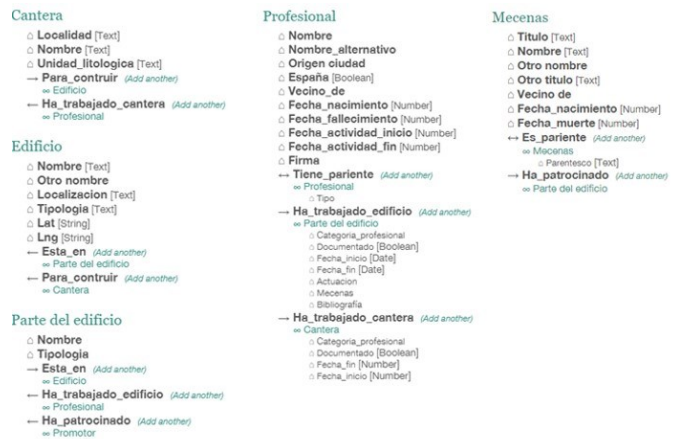 Cantera
Localidad [Text]
Nombre [Text]
Unidad_litologica [Text]
→ Para_contruir (Add another)
∞ Edificio
← Ha_trabajado_cantera (Add another)
∞ Profesional
Edificio
Nombre [Text]
Otro nombre
Localizacion [Text]
Tipologia [Text]
Lat [String]
Lng [String]
← Esta_en (Add another)
∞ Parte del edificio
← Para_contruir (Add another)
∞ Cantera
Parte del edificio
Nombre
Tipologia
→ Esta_en (Add another)
∞ Edificio
← Ha_trabajado_edificio (Add another)
∞ Profesional
← Ha_patrocinado (Add another)
∞ Promotor
Profesional
Nombre
Nombre_alternativo
Origen ciudad
España [Boolean]
Vecino_de
Fecha_nacimiento [Number]
Fecha_fallecimiento [Number]
Fecha_actividad_inicio [Number]
Fecha_actividad_fin [Number]
Firma
↔ Tiene_pariente (Add another)
∞ Profesional
Tipo
→ Ha_trabajado_edificio (Add another)
∞ Parte del edificio
Categoria_profesional
Documentado [Boolean]
Fecha_inicio [Date]
Fecha_fin [Date]
Actuacion
Mecenas
Bibliografía
→ Ha_trabajado_cantera (Add another)
∞ Cantera
Categoria_profesional
Documentado [Boolean]
Fecha_fin [Number]
Fecha_inicio [Number]
Mecenas
Titulo [Text]
Nombre [Text]
Otro nombre
Otro titulo [Text]
Vecino de
Fecha_nacimiento [Number]
Fecha_muerte [Number]
↔ Es_pariente (Add another)
∞ Mecenas
Parentesco [Text]
→ Ha_patrocinado (Add another)
∞ Parte del edificio